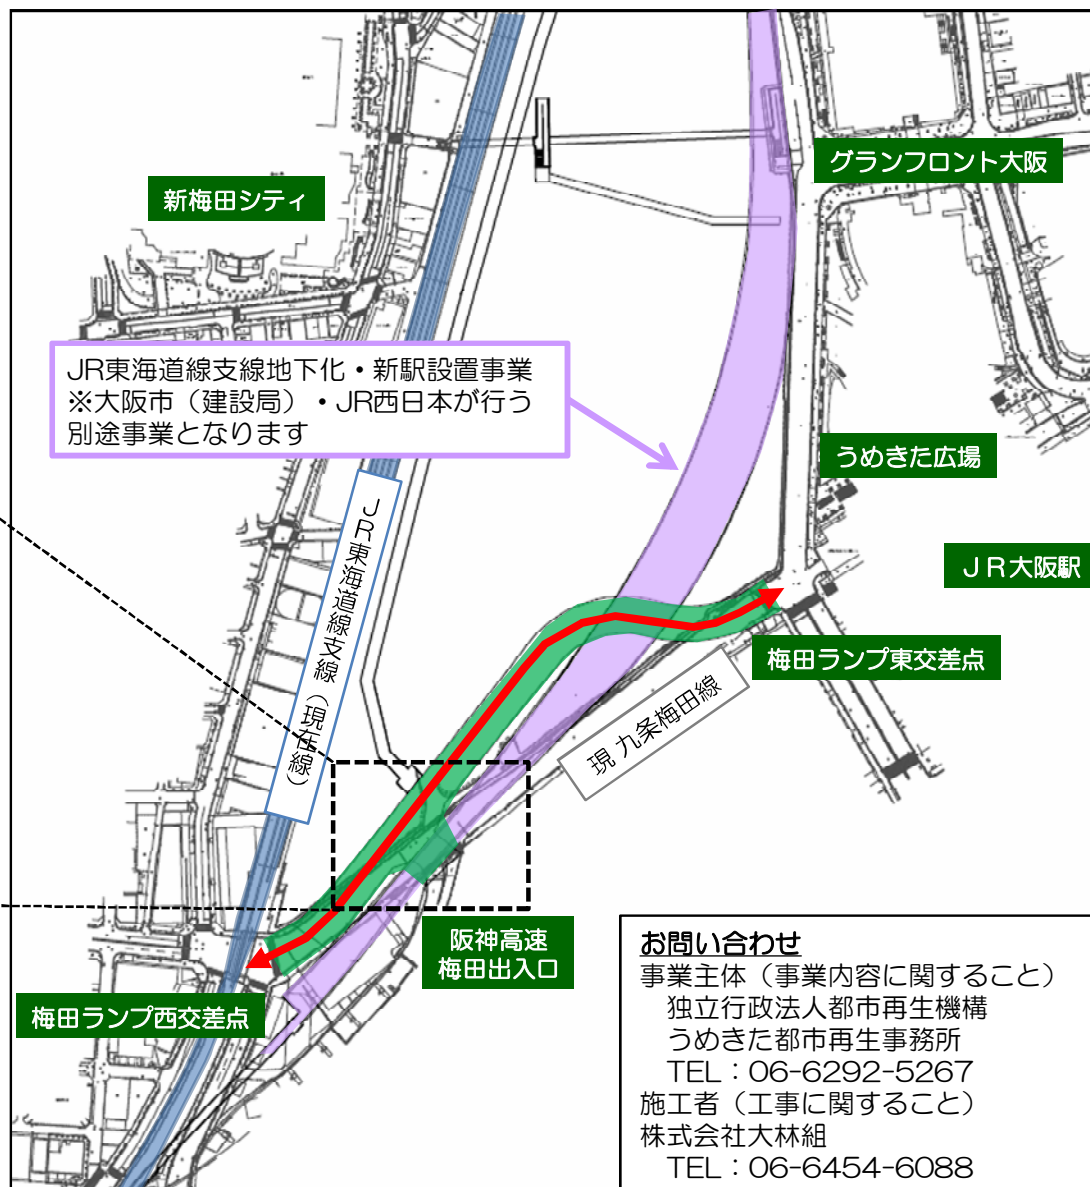 グランフロント大阪
新梅田シティ
JR東海道線支線地下化・新駅設置事業
※大阪市（建設局）・JR西日本が行う
別途事業となります
うめきた広場
ＪＲ東海道線支線（現在線）
ＪＲ大阪駅
梅田ランプ東交差点
現 九条梅田線
阪神高速
梅田出入口
梅田ランプ西交差点
お問い合わせ
事業主体（事業内容に関すること）
独立行政法人都市再生機構
うめきた都市再生事務所
TEL：06-6292-5267
施工者（工事に関すること）
株式会社大林組
TEL：06-6454-6088